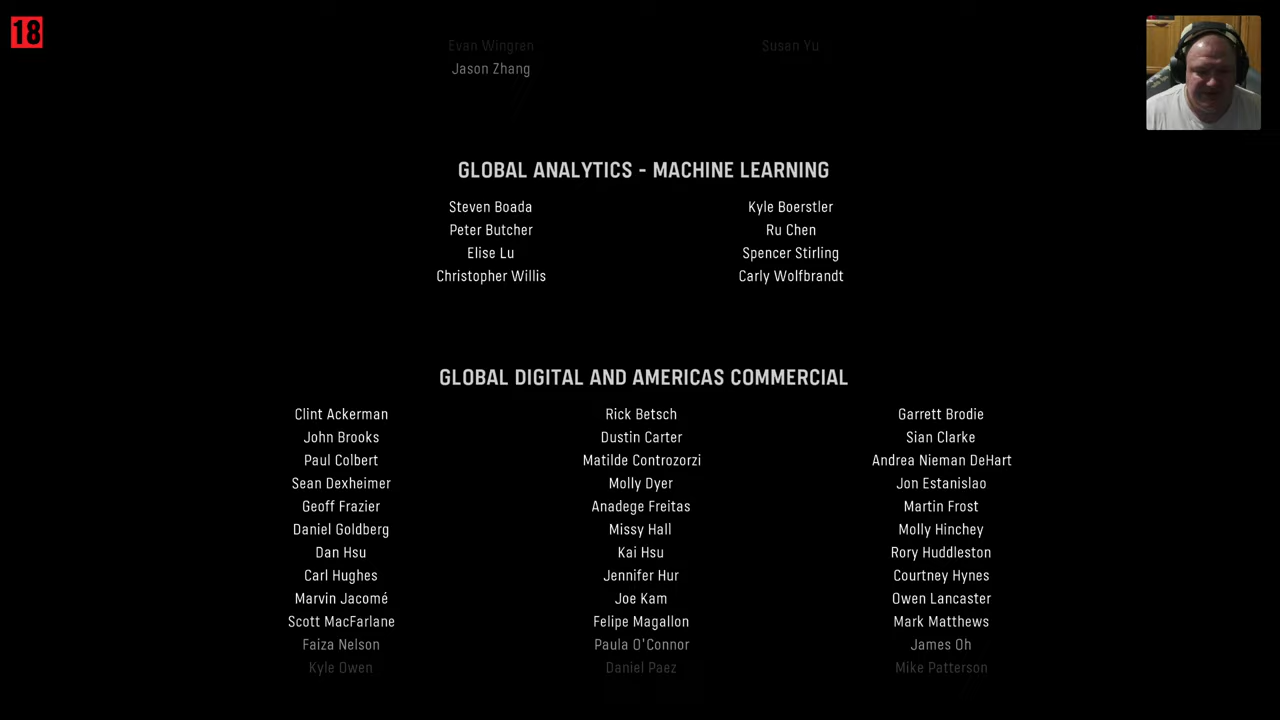 18
Evan Wingren Susen Yu
Jason Zhang
GLOBAL ANALYTICS - MACHINE LEARNING
Steven Boada Kyle Boerstler
Peter Butcher Ru Chen
Elise Lu Spencer Stirling
Christopher Willis Carly Wolfbrandt
GLOBAL DIGITAL AND AMERICAS COMMERCIAL
Clint Ackerman Rick Betsch Garrett Brodie
John Brooks Dustin Carter Sian Clarke
Paul Colbert Matilde Controzorzi Andrea Nieman DeHart
Sean Dexheimer Molly Dyer Jon Estanislao
Geoff Frazier Anadege Freitas Martin Frost
Daniel Goldberg Missy Hall Molly Hinchey
Dan Hsu Kai Hsu Rory Huddleston
Carl Hughes Jennifer Hur Courtney Hynes
Marvin Jacomé Joe Kam Owen Lancaster
Scott MacFarlane Felipe Magallon Mark Matthews
Faiza Nelson Paula O'Connor James Oh
Kyle Owen Daniel Paez Mike Patterson